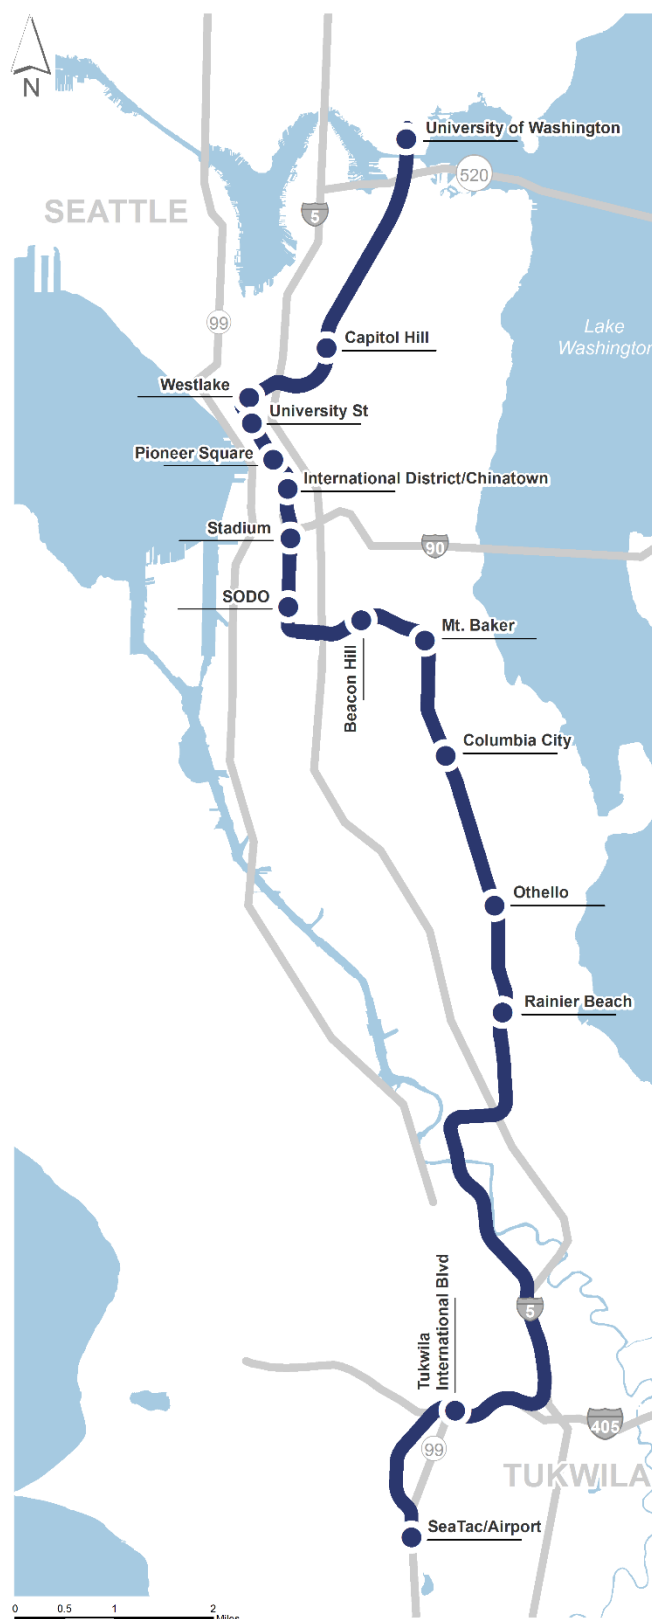 N
University of Washington
520
SEATTLE
5
Lake
Washington
99
Capitol Hill
Westlake
University St
Pioneer Square
International District/Chinatown
Stadium
90
SODO
Mt. Baker
Beacon Hill
Columbia City
Othello
Rainier Beach
Tukwila
International Blvd
5
405
99
TUKWILA
SeaTac/Airport
0 0.5 1 2
Miles